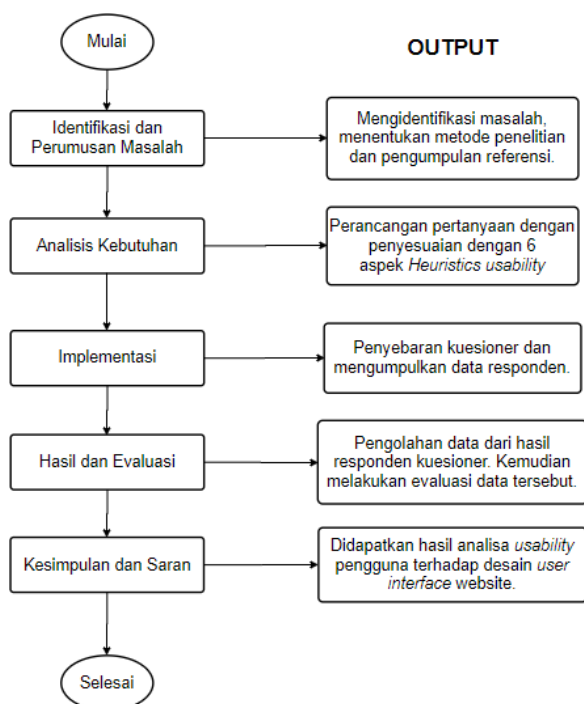 Mulai
OUTPUT
Identifikasi dan
Perumusan Masalah
Mengidentifikasi masalah,
menentukan metode penelitian
dan pengumpulan referensi.
Analisis Kebutuhan
Perancangan pertanyaan dengan
penyesuaian dengan 6
aspek Heuristics usability
Implementasi
Penyebaran kuesioner dan
mengumpulkan data responden.
Hasil dan Evaluasi
Pengolahan data dari hasil
responden kuesioner. Kemudian
melakukan evaluasi data tersebut.
Kesimpulan dan Saran
Didapatkan hasil analisa usability
pengguna terhadap desain user
interface website.
Selesai